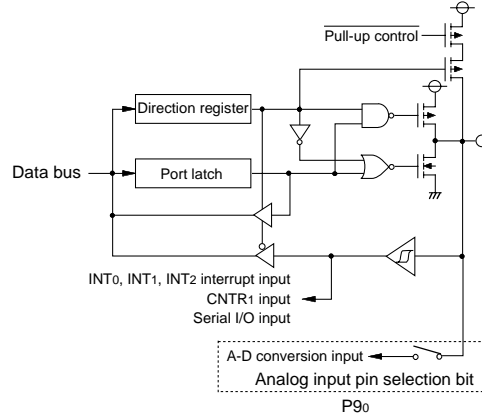 Pull-up control
Direction register
Data bus
Port latch
INT0, INT1, INT2 interrupt input
CNTR1 input
Serial I/O input
A-D conversion input
Analog input pin selection bit
P90